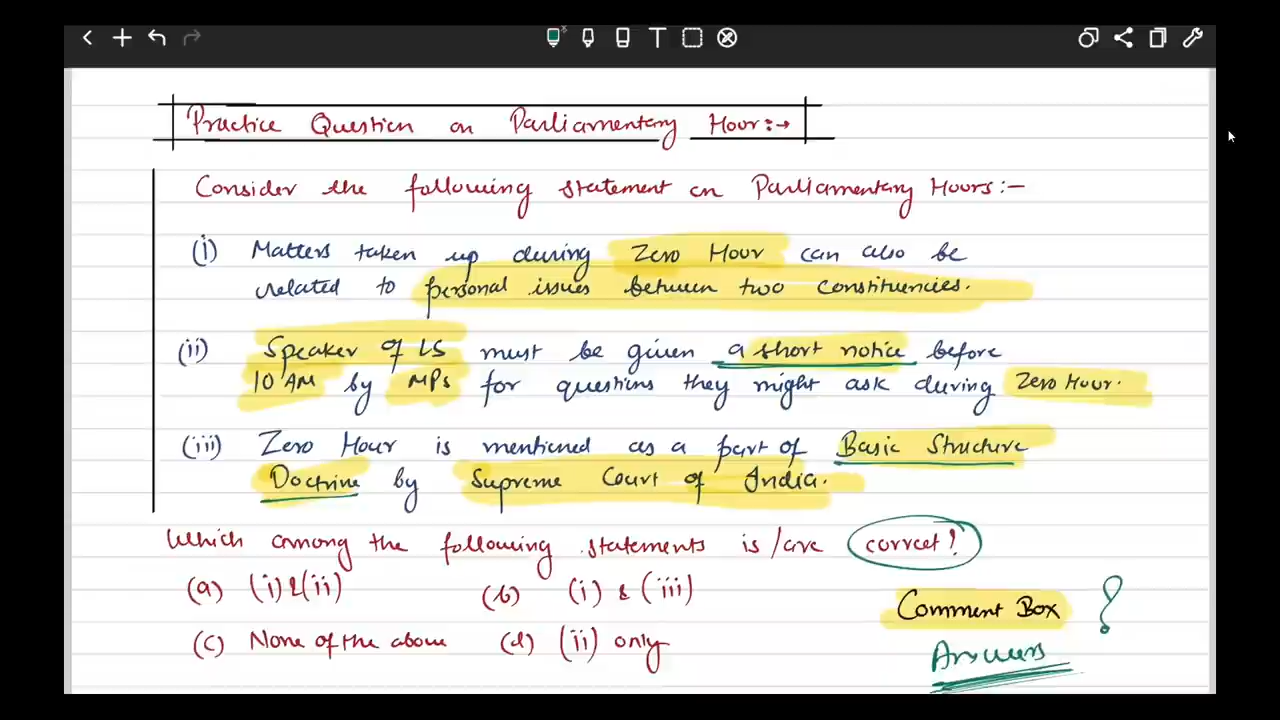 Practice Question on Parliamentary Hour:→
Consider the following statement on Parliamentary Hours:-
(i) Matters taken up during Zero Hour can also be
related to personal issues between two constituencies.
(ii) Speaker of LS must be given a short notice before
10 AM by MPs for questions they might ask during Zero Hour.
(iii) Zero Hour is mentioned as a part of Basic Structure
Doctrine by Supreme Court of India.
Which among the following statements is/are correct?
(a) (i) & (ii) (b) (i) & (iii)
(c) None of the above (d) (ii) only
Comment Box ?
Answers